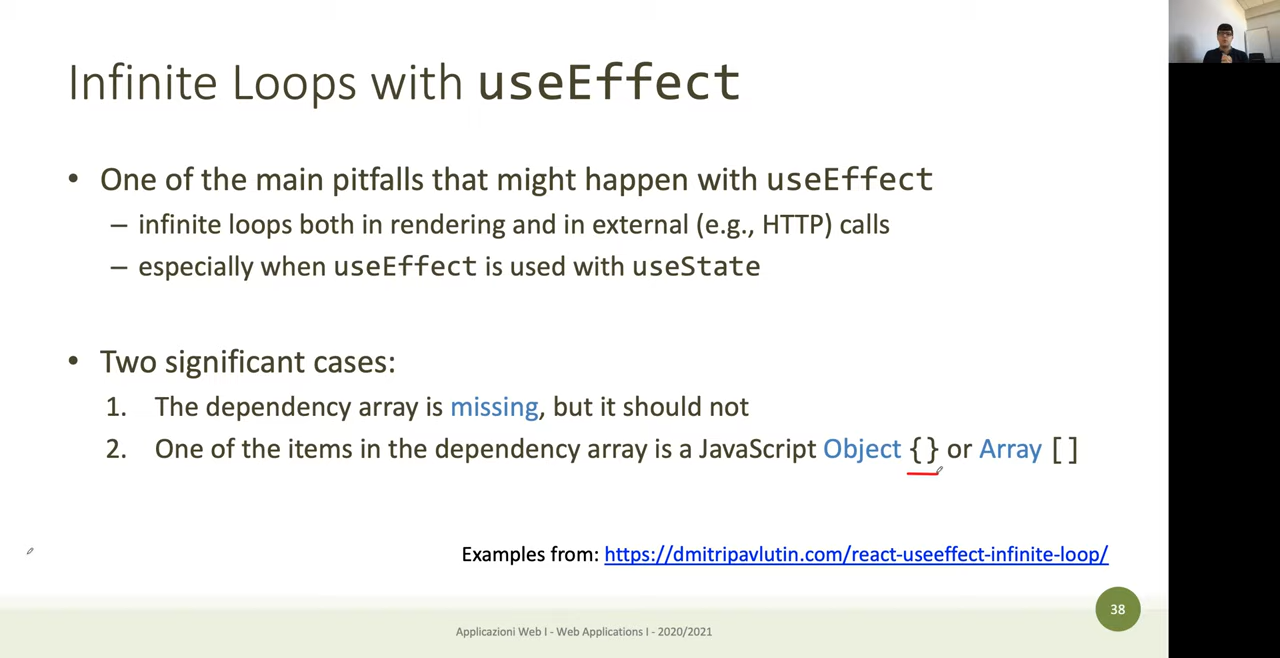 Infinite Loops with useEffect
• One of the main pitfalls that might happen with useEffect
– infinite loops both in rendering and in external (e.g., HTTP) calls
– especially when useEffect is used with useState
• Two significant cases:
1. The dependency array is missing, but it should not
2. One of the items in the dependency array is a JavaScript Object {} or Array []
Examples from: https://dmitripavlutin.com/react-useeffect-infinite-loop/
38
Applicazioni Web I - Web Applications I - 2020/2021